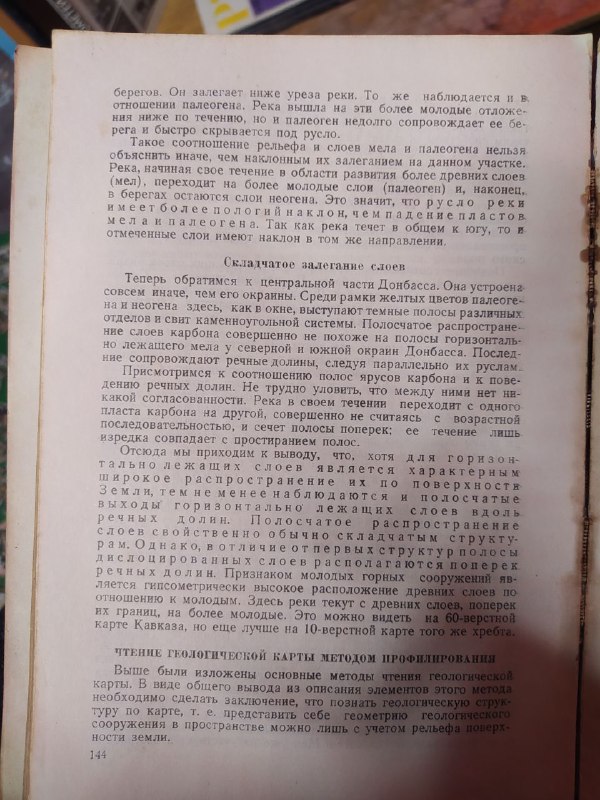 берегов. Он залегает ниже уреза реки. То же наблюдается и в
отношении палеогена. Река вышла на эти более молодые отложе-
ния ниже по течению, но и палеоген недолго сопровождает ее бе-
рега и быстро скрывается под русло.
Такое соотношение рельефа и слоев мела и палеогена нельзя
объяснить иначе, чем наклонным их залеганием на данном участке.
Река, начиная свое течение в области развития более древних слоев
(мел), переходит на более молодые слои (палеоген) и, наконец,
в берегах остаются слои неогена. Это значит, что русло реки
имеет более пологий наклон, чем падение пластов
мела и палеогена. Так как река течет в общем к югу, то и
отмеченные слои имеют наклон в том же направлении.
Складчатое залегание слоев
Теперь обратимся к центральной части Донбасса. Она устроена
совсем иначе, чем его окраины. Среди рамки желтых цветов палеоге-
на и неогена здесь, как в окне, выступают темные полосы различных
отделов и свит каменноугольной системы. Полосчатое распростране-
ние слоев карбона совершенно не похоже на полосы горизонталь-
но лежащего мела у северной и южной окраин Донбасса. Послед-
ние сопровождают речные долины, следуя параллельно их руслам.
Присмотримся к соотношению полос ярусов карбона и к пове-
дению речных долин. Не трудно уловить, что между ними нет ни-
какой согласованности. Река в своем течении переходит с одного
пласта карбона на другой, совершенно не считаясь с возрастной
последовательностью, и сечет полосы поперек; ее течение лишь
изредка совпадает с простиранием полос.
Отсюда мы приходим к выводу, что, хотя для горизон-
тально лежащих слоев является характерным
широкое распространение их по поверхности
Земли, тем не менее наблюдаются и полосчатые
выходы горизонтально лежащих слоев вдоль
речных долин. Полосчатое распространение
слоев свойственно обычно складчатым структу-
рам. Однако, в отличие от первых структур полосы
дислоцированных слоев располагаются поперек
речных долин. Признаком молодых горных сооружений яв-
ляется гипсометрически высокое расположение древних слоев по
отношению к молодым. Здесь реки текут с древних слоев, поперек
их границ, на более молодые. Это можно видеть на 60-верстной
карте Кавказа, но еще лучше на 10-верстной карте того же хребта.
ЧТЕНИЕ ГЕОЛОГИЧЕСКОЙ КАРТЫ МЕТОДОМ ПРОФИЛИРОВАНИЯ
Выше были изложены основные методы чтения геологической
карты. В виде общего вывода из описания элементов этого метода
необходимо сделать заключение, что познать геологическую струк-
туру по карте, т. е. представить себе геометрию геологического
сооружения в пространстве можно лишь с учетом рельефа поверх-
ности земли.
144